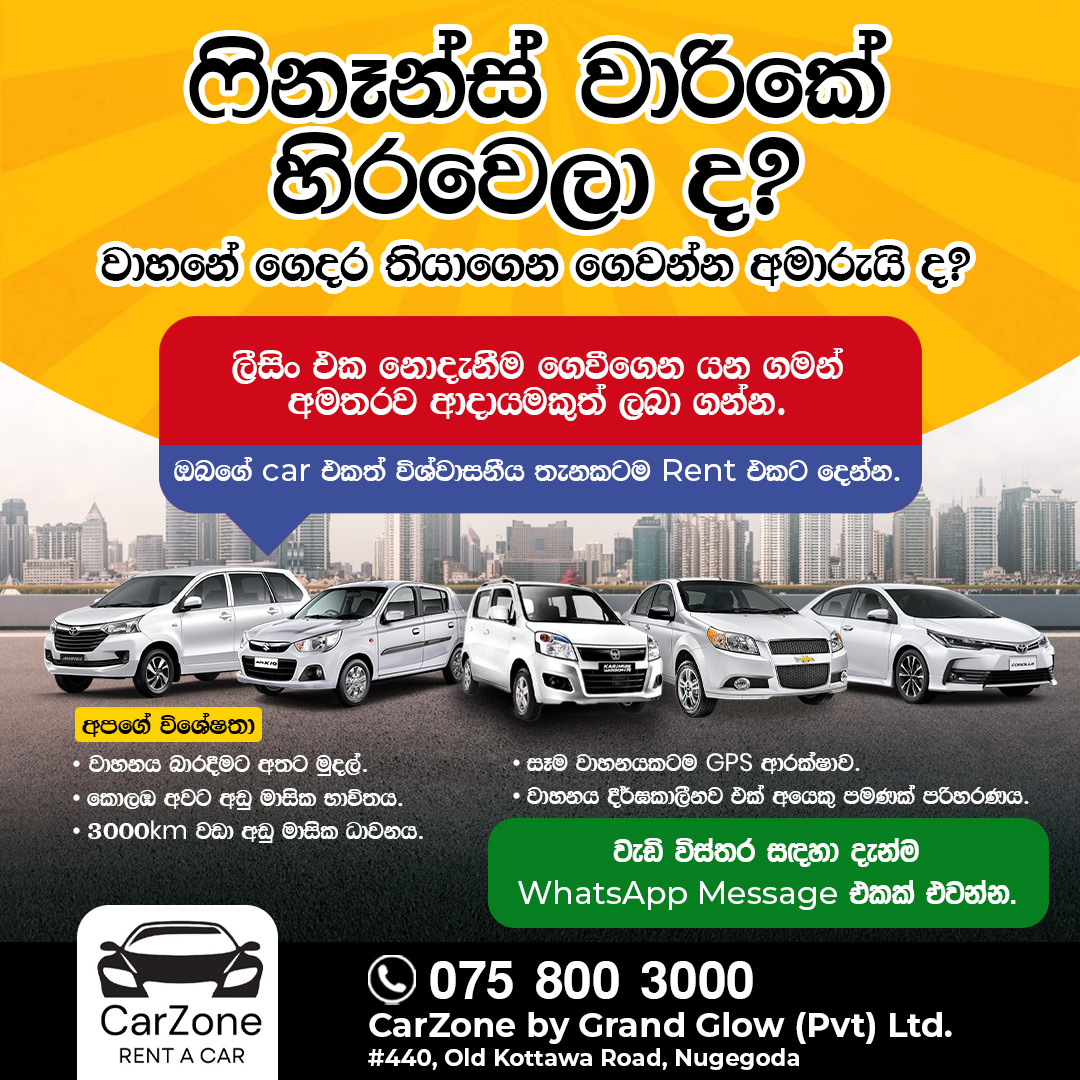 ෆිනෑන්ස් වාරිකේ
හිරවෙලා ද?
වාහනේ ගෙදර තියාගෙන ගෙවන්න අමාරුයි ද?
ලීසිං එක නොදැනීම ගෙවීගෙන යන ගමන්
අමතරව ආදායමකුත් ලබා ගන්න.
ඔබගේ car එකත් විශ්වාසනීය තැනකටම Rent එකට දෙන්න.
අපගේ විශේෂතා
• වාහනය බාරදීමට අතට මුදල්.
• කොලඹ අවට අඩු මාසික භාවිතය.
• 3000km වඩා අඩු මාසික ධාවනය.
• සෑම වාහනයකටම GPS ආරක්ෂාව.
• වාහනය දීර්ඝකාලීනව එක් අයෙකු පමණක් පරිහරණය.
වැඩි විස්තර සඳහා දැන්ම
WhatsApp Message එකක් එවන්න.
CarZone
RENT A CAR
075 800 3000
CarZone by Grand Glow (Pvt) Ltd.
#440, Old Kottawa Road, Nugegoda
COROLLA